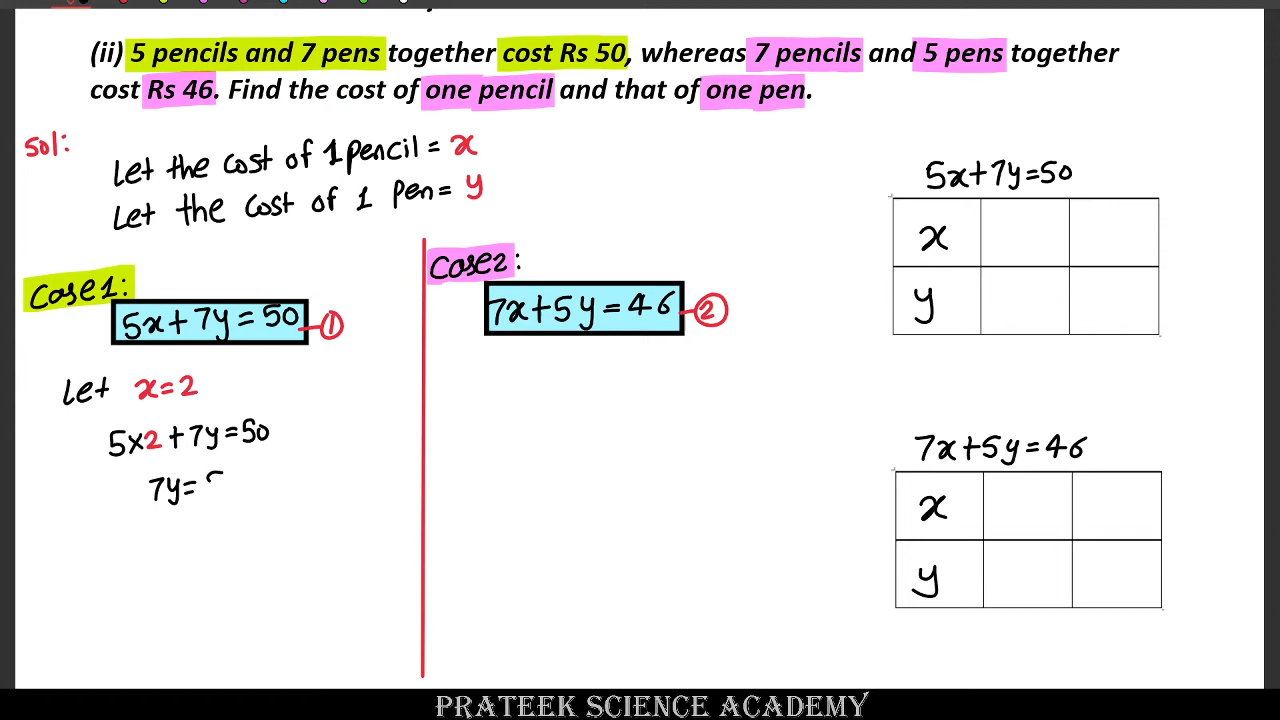 (ii) 5 pencils and 7 pens together cost Rs 50, whereas 7 pencils and 5 pens together
cost Rs 46. Find the cost of one pencil and that of one pen.
Sol:
Let the cost of 1 pencil = x
Let the cost of 1 pen = y
Case1:
5x+7y=50 ①
Let x=2
5x2+7y=50
7y=
Case2:
7x+5y=46 ②
5x+7y=50
x
y
7x+5y=46
x
y
PRATEEK SCIENCE ACADEMY